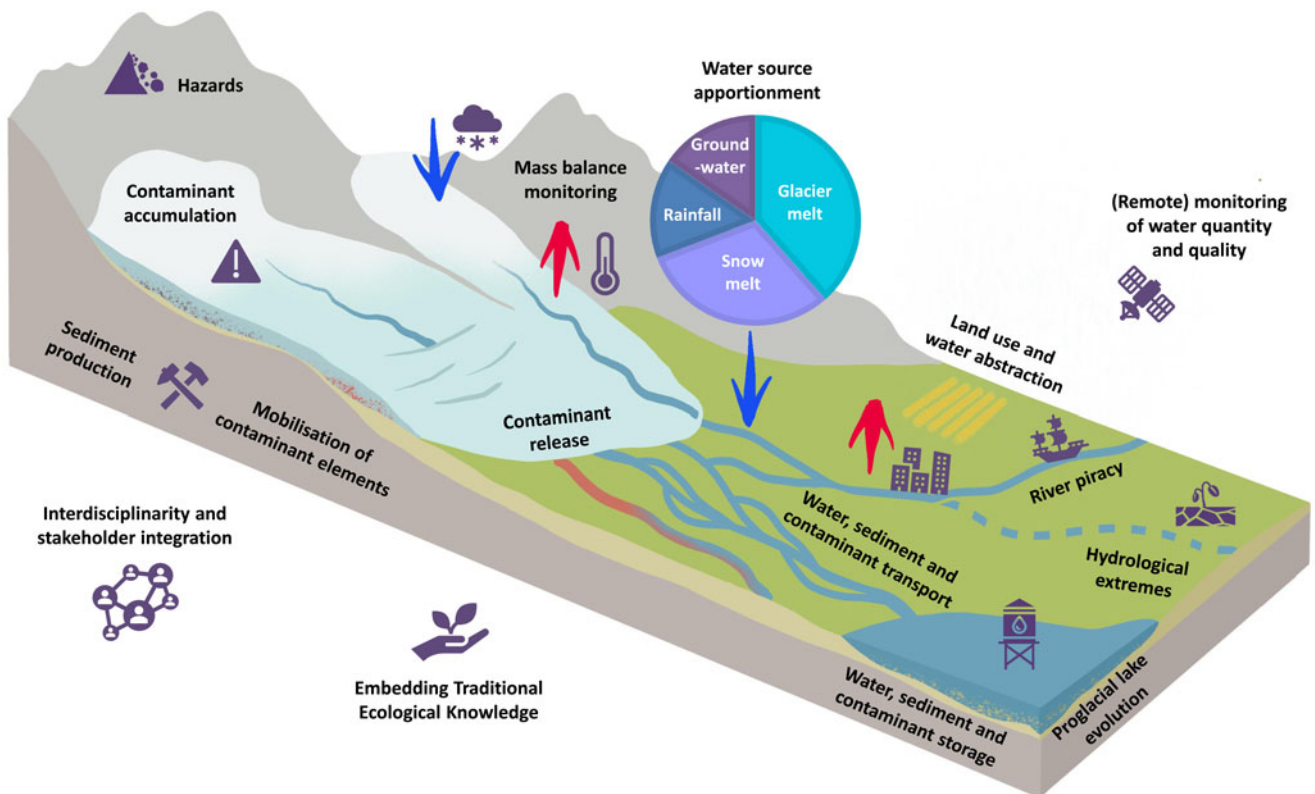 Hazards
Water source
apportionment
Ground
-water
Glacier
melt
Rainfall
Snow
melt
Mass balance
monitoring
Contaminant
accumulation
(Remote) monitoring
of water quantity
and quality
Land use and
water abstraction
Sediment
production
Mobilisation of
contaminant elements
Contaminant
release
River piracy
Water, sediment and
contaminant transport
Hydrological
extremes
Interdisciplinarity and
stakeholder integration
Embedding Traditional
Ecological Knowledge
Water, sediment and
contaminant storage
Proglacial lake
evolution